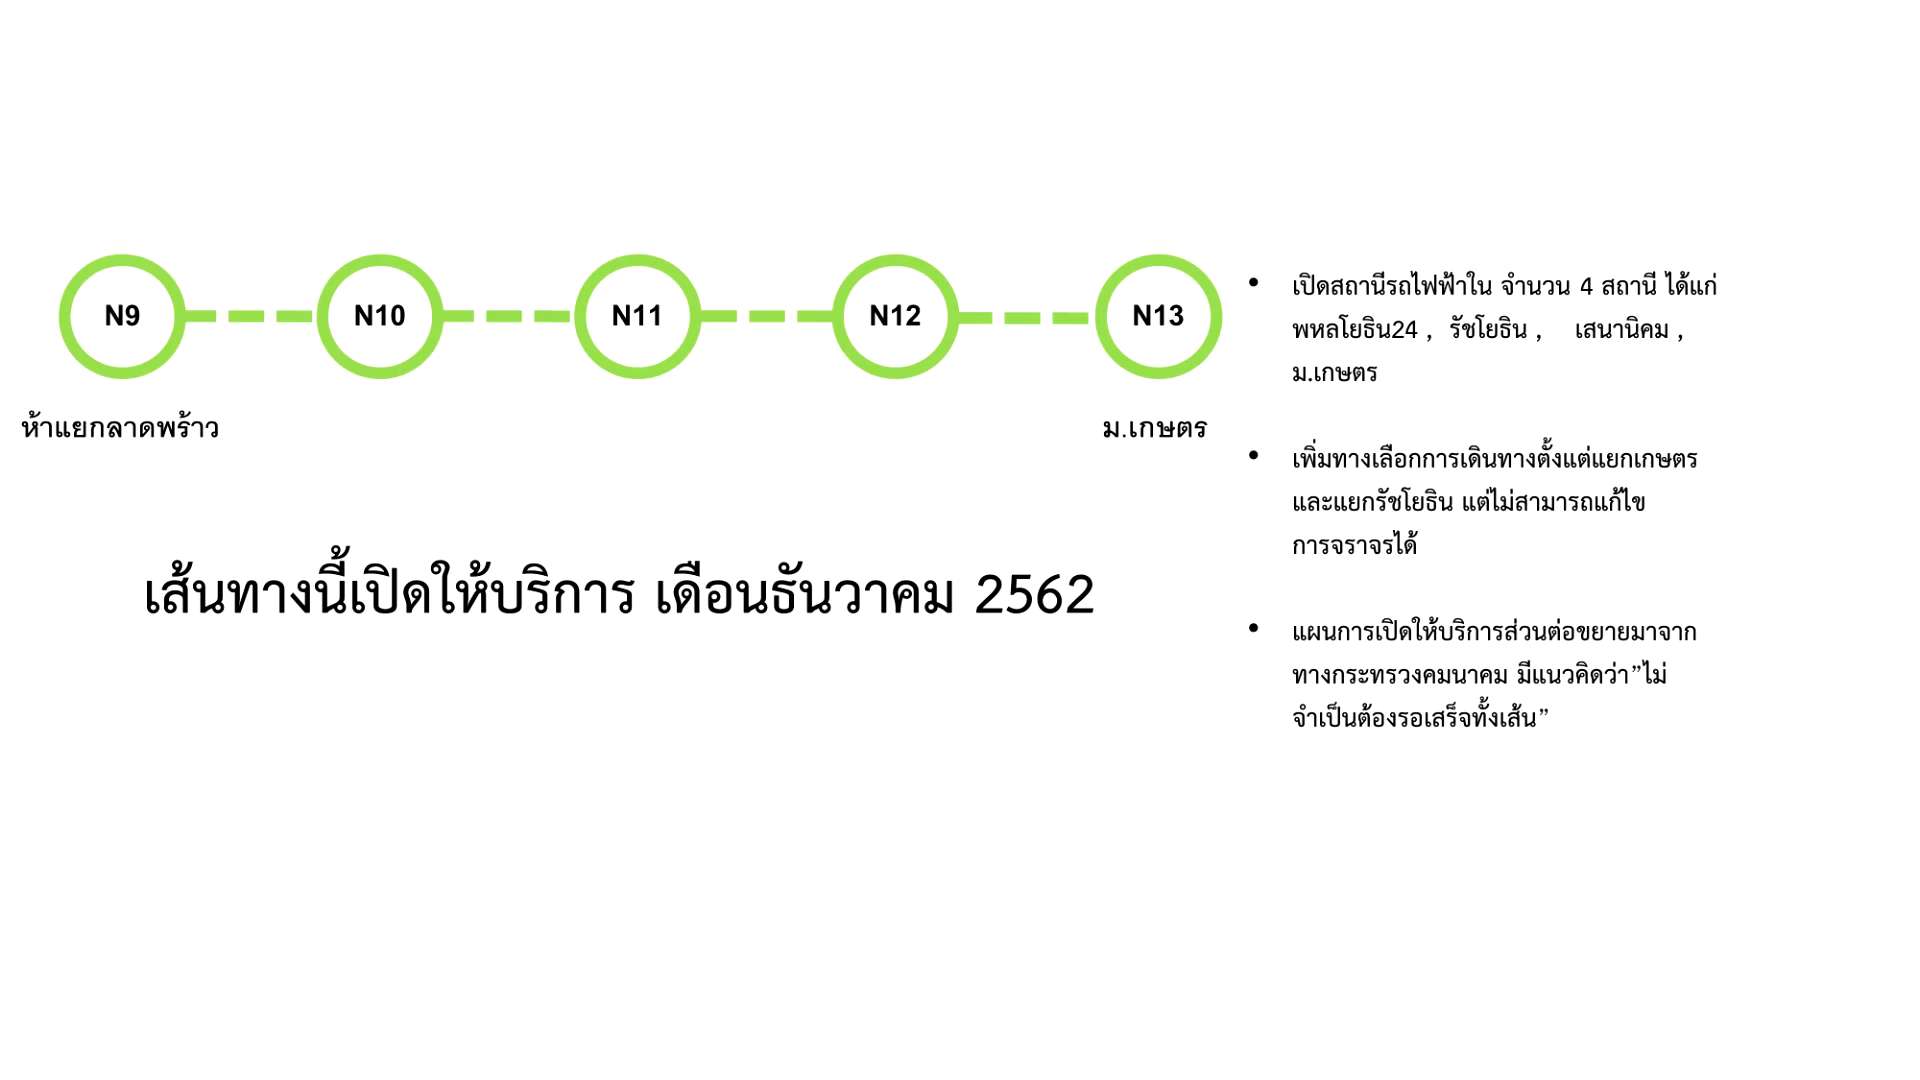 N9
N10
N11
N12
N13
ห้าแยกลาดพร้าว
ม.เกษตร
เส้นทางนี้เปิดให้บริการ เดือนธันวาคม 2562
• เปิดสถานีรถไฟฟ้าใน จำนวน 4 สถานี ได้แก่
พหลโยธิน24 , รัชโยธิน , เสนานิคม ,
ม.เกษตร
• เพิ่มทางเลือกการเดินทางตั้งแต่แยกเกษตร
และแยกรัชโยธิน แต่ไม่สามารถแก้ไข
การจราจรได้
• แผนการเปิดให้บริการส่วนต่อขยายมาจาก
ทางกระทรวงคมนาคม มีแนวคิดว่า”ไม่
จำเป็นต้องรอเสร็จทั้งเส้น”